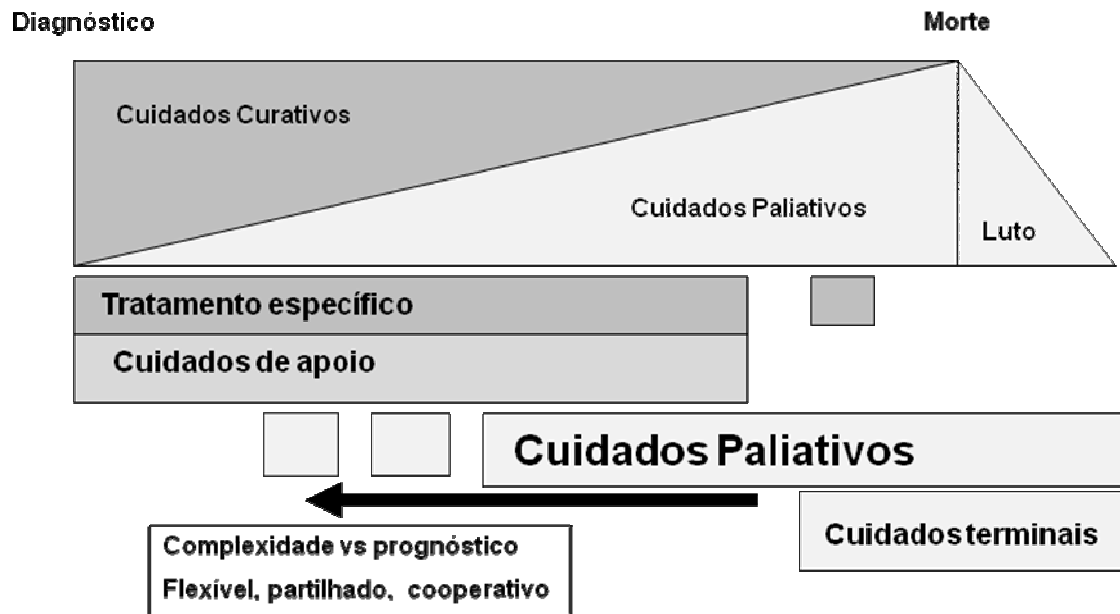 Diagnóstico
Morte
Cuidados Curativos
Cuidados Paliativos
Luto
Tratamento específico
Cuidados de apoio
Cuidados Paliativos
Cuidados terminais
Complexidade vs prognóstico
Flexível, partilhado, cooperativo